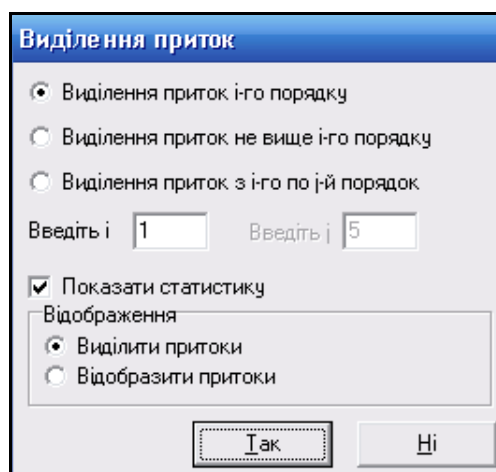 Виділення приток
Виділення приток i-го порядку
Виділення приток не вище i-го порядку
Виділення приток з i-го по j-й порядок
Введіть i 1 Введіть j 5
Показати статистику
Відображення
Виділити притоки
Відобразити притоки
Так Ні